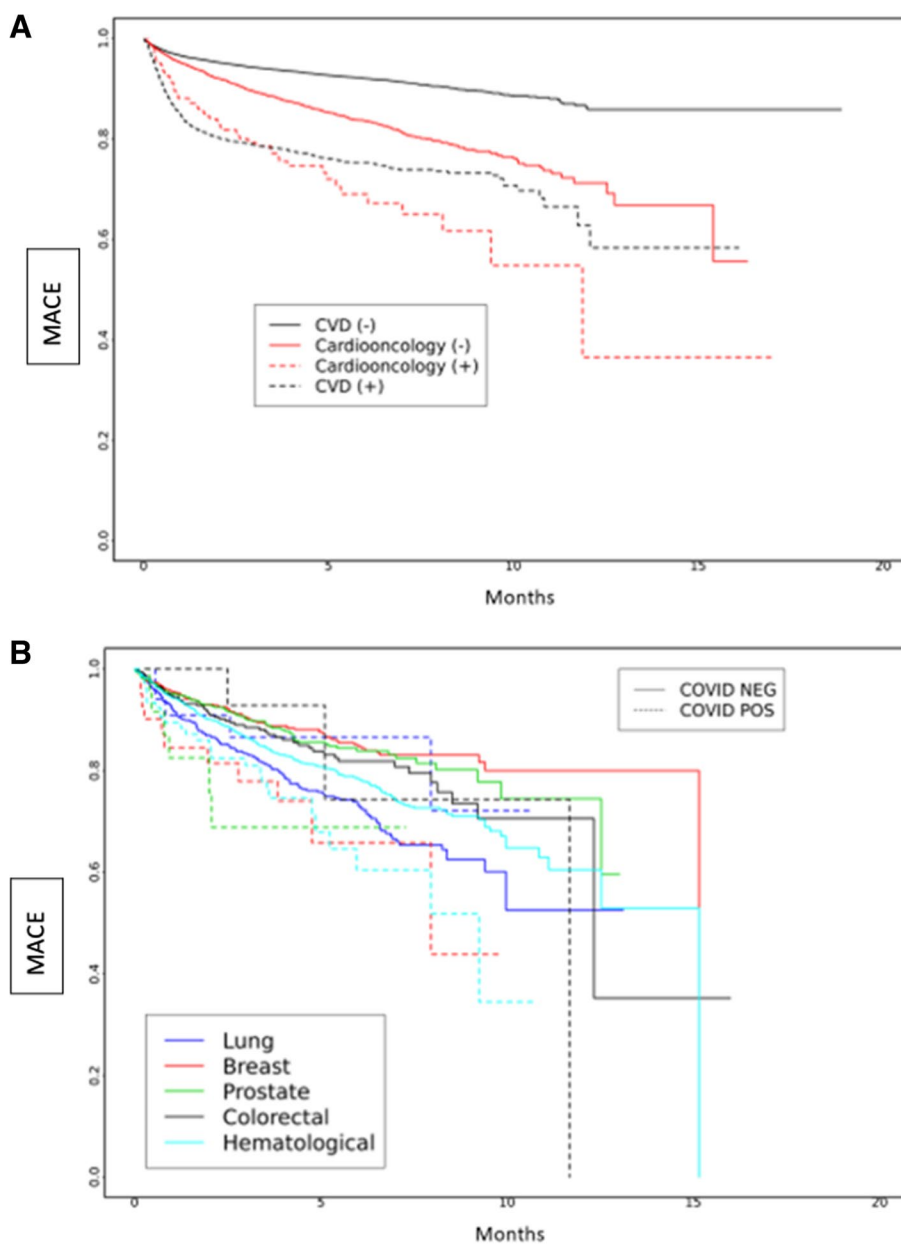 A
1.0
0.8
0.6
0.4
0.2
0.0
MACE
CVD (-)
Cardiooncology (-)
Cardiooncology (+)
CVD (+)
0 5 10 15 20
Months
B
1.0
0.8
0.6
0.4
0.2
0.0
MACE
COVID NEG
COVID POS
Lung
Breast
Prostate
Colorectal
Hematological
0 5 10 15 20
Months